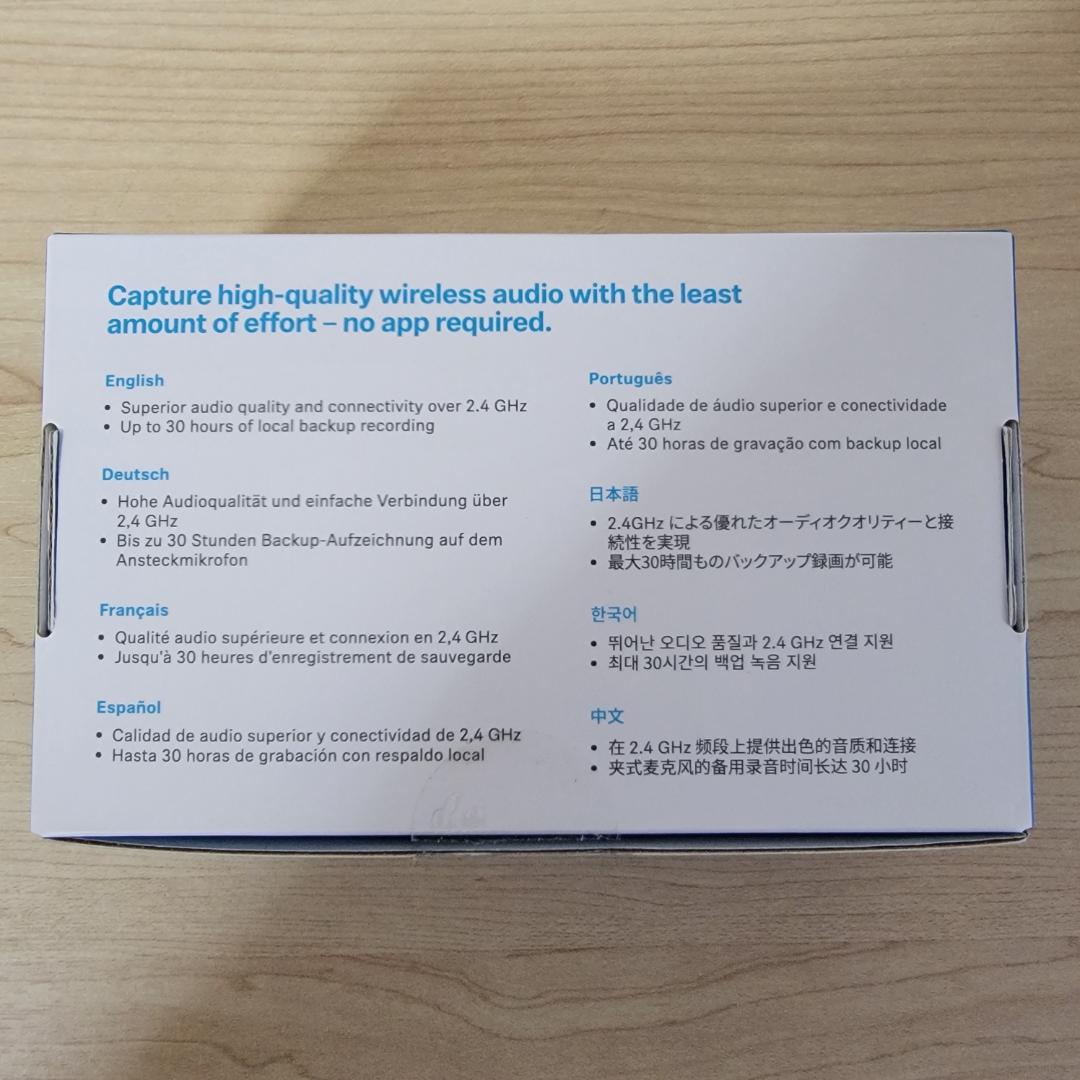 Capture high-quality wireless audio with the least
amount of effort – no app required.
English
• Superior audio quality and connectivity over 2.4 GHz
• Up to 30 hours of local backup recording
Deutsch
• Hohe Audioqualität und einfache Verbindung über
2,4 GHz
• Bis zu 30 Stunden Backup-Aufzeichnung auf dem
Ansteckmikrofon
Français
• Qualité audio supérieure et connexion en 2,4 GHz
• Jusqu'à 30 heures d'enregistrement de sauvegarde
Español
• Calidad de audio superior y conectividad de 2,4 GHz
• Hasta 30 horas de grabación con respaldo local
Português
• Qualidade de áudio superior e conectividade
a 2,4 GHz
• Até 30 horas de gravação com backup local
日本語
• 2.4GHz による優れたオーディオクオリティーと接
続性を実現
• 最大30時間ものバックアップ録画が可能
한국어
• 뛰어난 오디오 품질과 2.4 GHz 연결 지원
• 최대 30시간의 백업 녹음 지원
中文
• 在 2.4 GHz 频段上提供出色的音质和连接
• 夹式麦克风的备用录音时间长达 30 小时